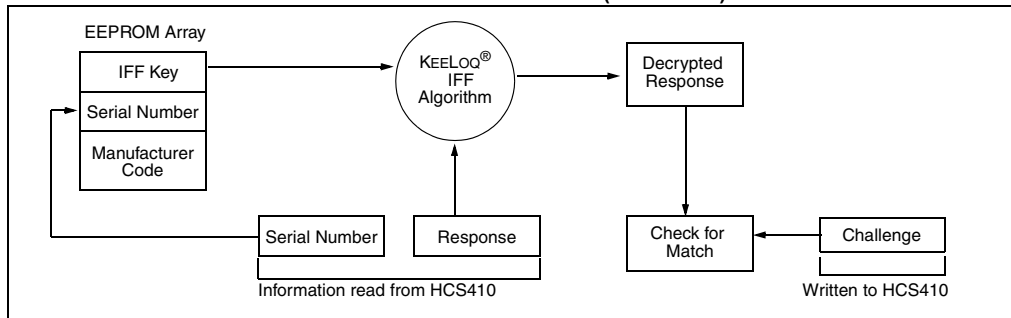 EEPROM Array
IFF Key
Serial Number
Manufacturer
Code
KEELOQ®
IFF
Algorithm
Decrypted
Response
Serial Number
Response
Information read from HCS410
Check for
Match
Challenge
Written to HCS410